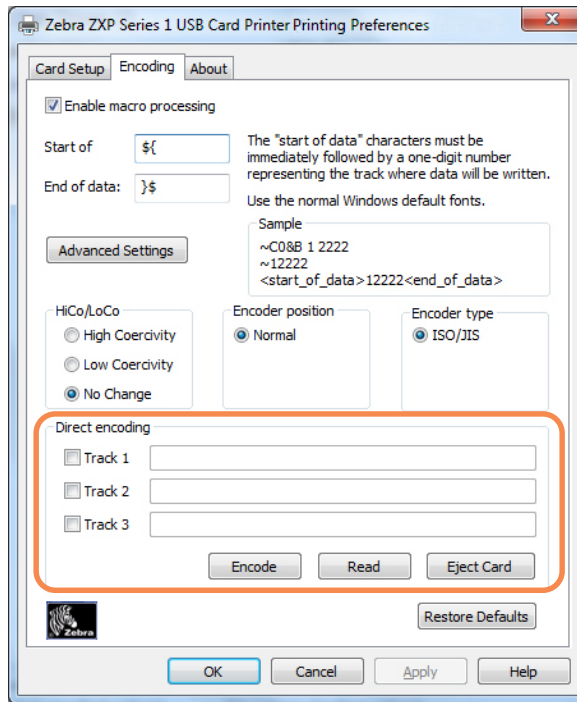 Zebra ZXP Series 1 USB Card Printer Printing Preferences
Card Setup Encoding About
Enable macro processing
Start of ${
End of data: }$
The "start of data" characters must be
immediately followed by a one-digit number
representing the track where data will be written.
Use the normal Windows default fonts.
Advanced Settings
Sample
~C0&B 1 2222
~12222
<start_of_data>12222<end_of_data>
HiCo/LoCo
High Coercivity
Low Coercivity
No Change
Encoder position
Normal
Encoder type
ISO/JIS
Direct encoding
Track 1
Track 2
Track 3
Encode Read Eject Card
Zebra
Restore Defaults
OK Cancel Apply Help